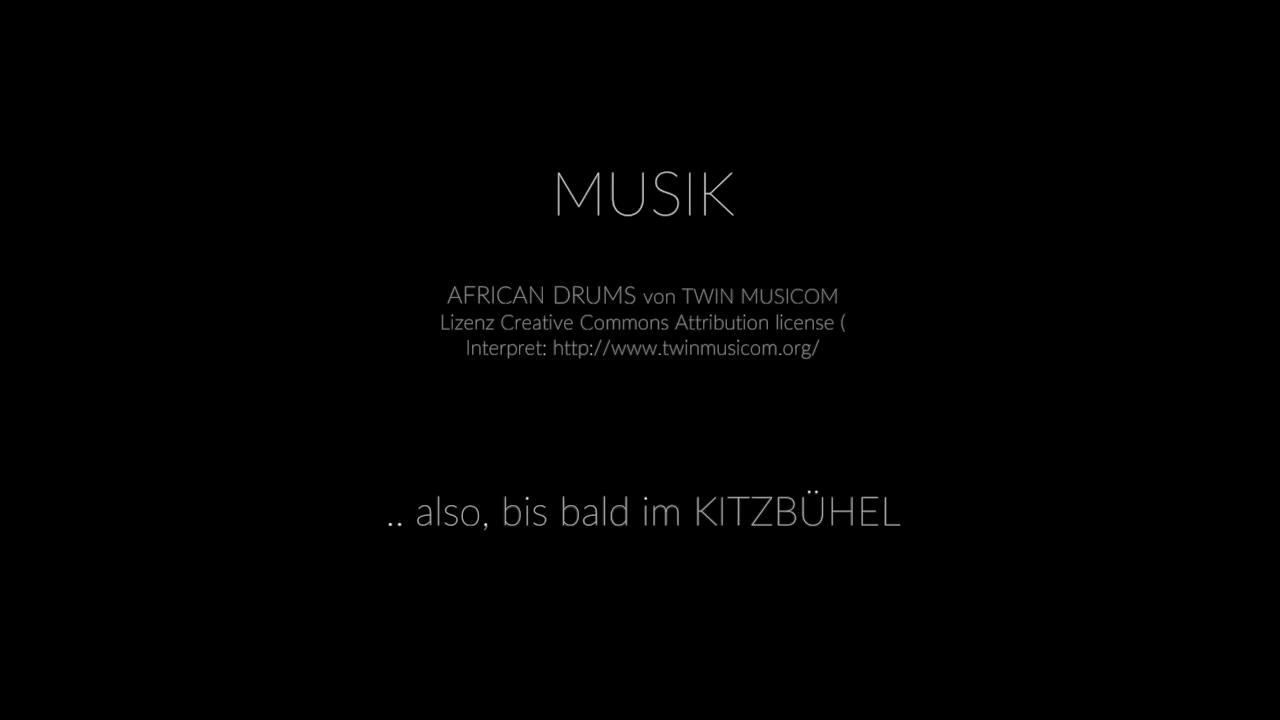 MUSIK
AFRICAN DRUMS von TWIN MUSICOM
Lizenz Creative Commons Attribution license (
Interpret: http://www.twinmusicom.org/
.. also, bis bald im KITZBÜHEL